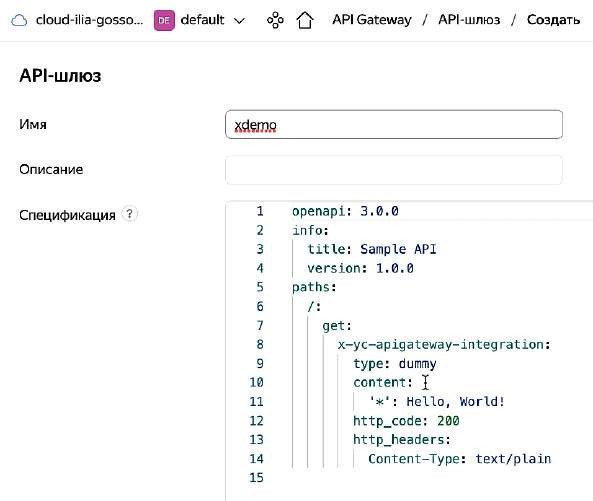 cloud-ilia-gosso... DE default API Gateway / API-шлюз / Создать
API-шлюз
Имя xdemo
Описание
Спецификация ?
1 openapi: 3.0.0
2 info:
3 title: Sample API
4 version: 1.0.0
5 paths:
6 /:
7 get:
8 x-yc-apigateway-integration:
9 type: dummy
10 content:
11 '*': Hello, World!
12 http_code: 200
13 http_headers:
14 Content-Type: text/plain
15